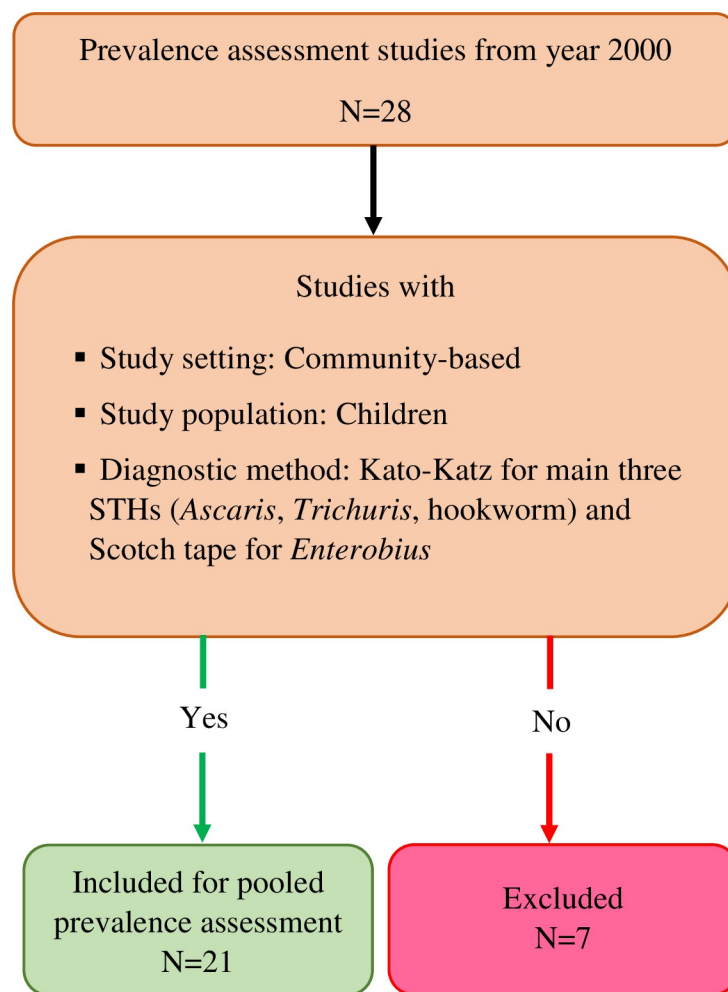 Prevalence assessment studies from year 2000
N=28
Studies with
▪ Study setting: Community-based
▪ Study population: Children
▪ Diagnostic method: Kato-Katz for main three
STHs (Ascaris, Trichuris, hookworm) and
Scotch tape for Enterobius
Yes
No
Included for pooled
prevalence assessment
N=21
Excluded
N=7